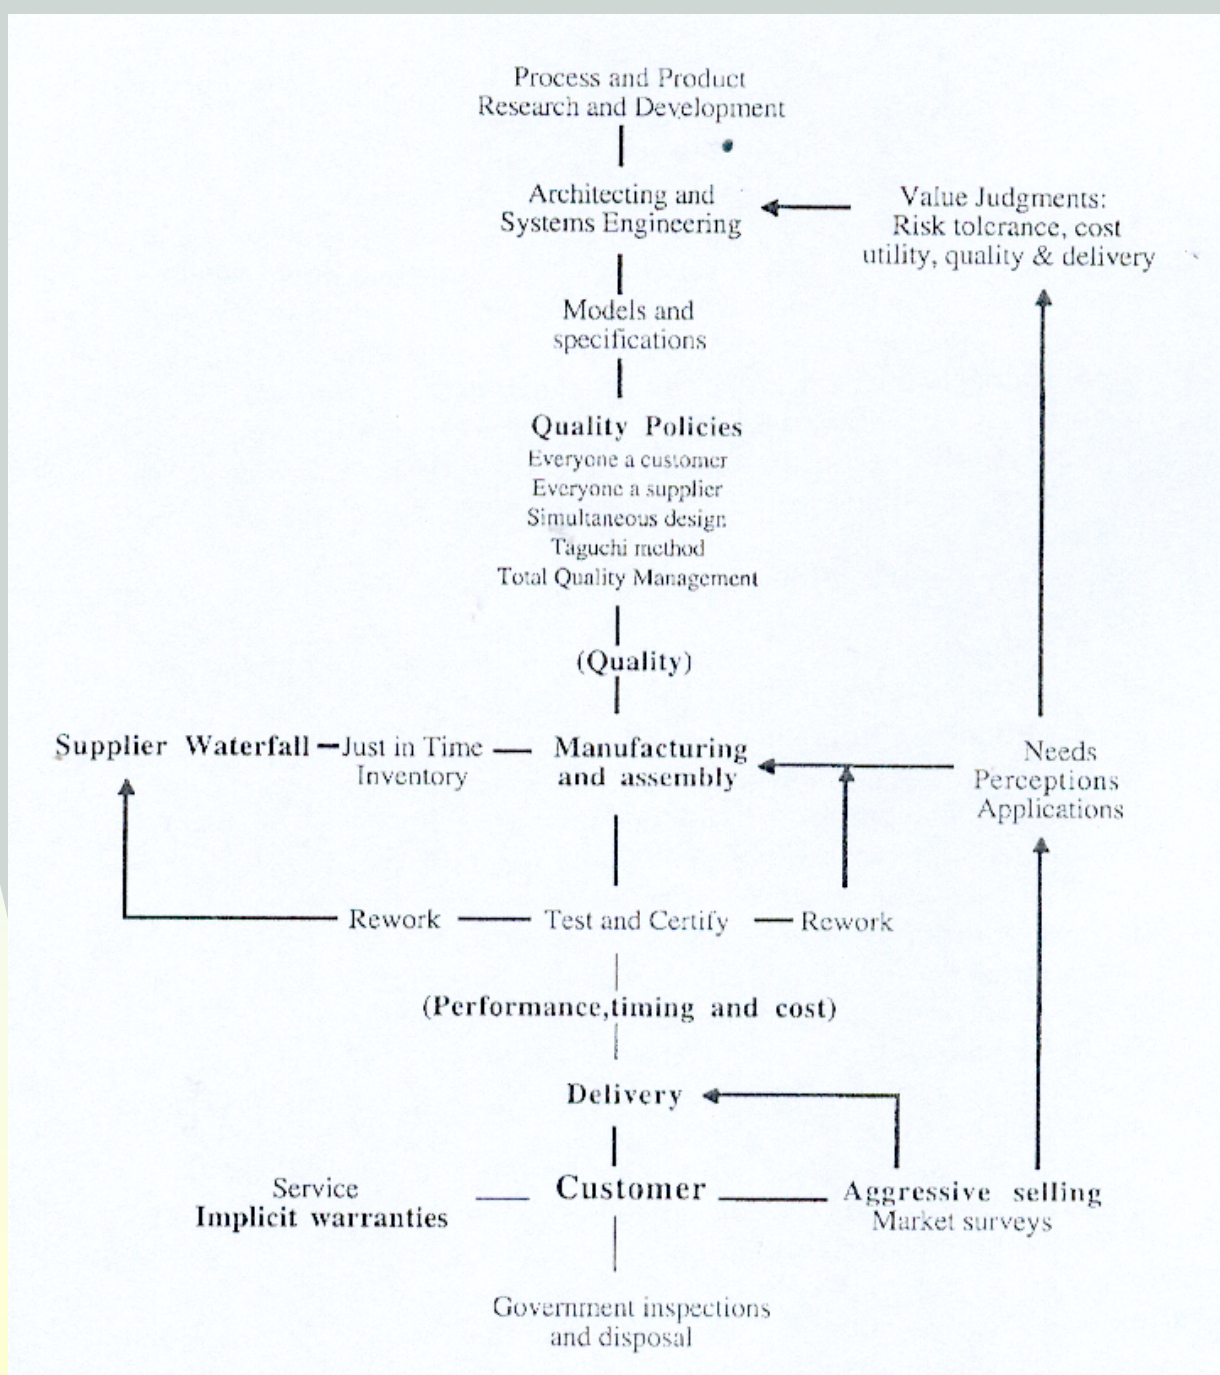 Process and Product
Research and Development
Architecting and
Systems Engineering
Value Judgments:
Risk tolerance, cost
utility, quality & delivery
Models and
specifications
Quality Policies
Everyone a customer
Everyone a supplier
Simultaneous design
Taguchi method
Total Quality Management
(Quality)
Supplier Waterfall
Just in Time
Inventory
Manufacturing
and assembly
Needs
Perceptions
Applications
Rework
Test and Certify
Rework
(Performance,timing and cost)
Delivery
Service
Implicit warranties
Customer
Aggressive selling
Market surveys
Government inspections
and disposal